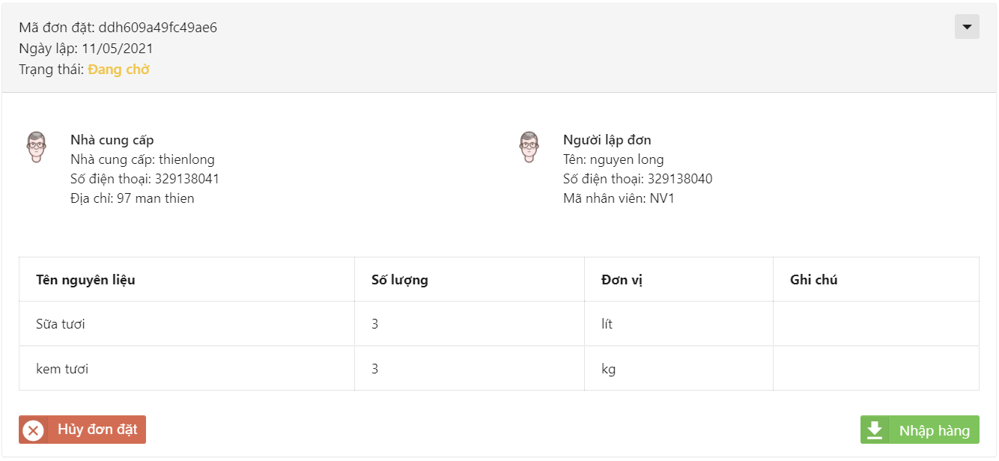 Mã đơn đặt: ddh609a49fc49ae6
Ngày lập: 11/05/2021
Trạng thái: Đang chờ
Nhà cung cấp
Nhà cung cấp: thienlong
Số điện thoại: 329138041
Địa chỉ: 97 man thien
Người lập đơn
Tên: nguyen long
Số điện thoại: 329138040
Mã nhân viên: NV1
Tên nguyên liệu Số lượng Đơn vị Ghi chú
Sữa tươi 3 lít
kem tươi 3 kg
Hủy đơn đặt Nhập hàng